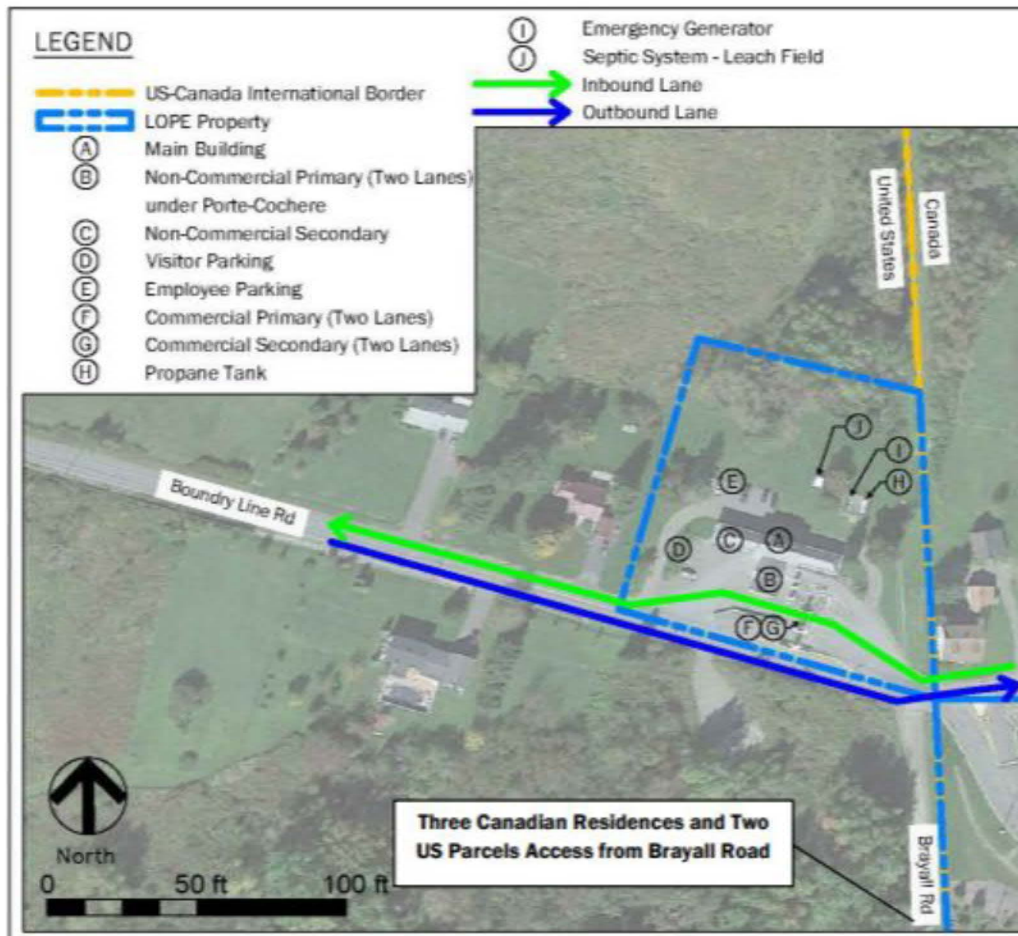 LEGEND
US-Canada International Border
LOPE Property
A Main Building
B Non-Commercial Primary (Two Lanes)
under Porte-Cochere
C Non-Commercial Secondary
D Visitor Parking
E Employee Parking
F Commercial Primary (Two Lanes)
G Commercial Secondary (Two Lanes)
H Propane Tank
I Emergency Generator
J Septic System - Leach Field
Inbound Lane
Outbound Lane
United States
Canada
J
I
E
H
Boundry Line Rd
C
A
D
B
F G
Three Canadian Residences and Two
US Parcels Access from Brayall Road
Brayall Rd
North
0 50 ft 100 ft